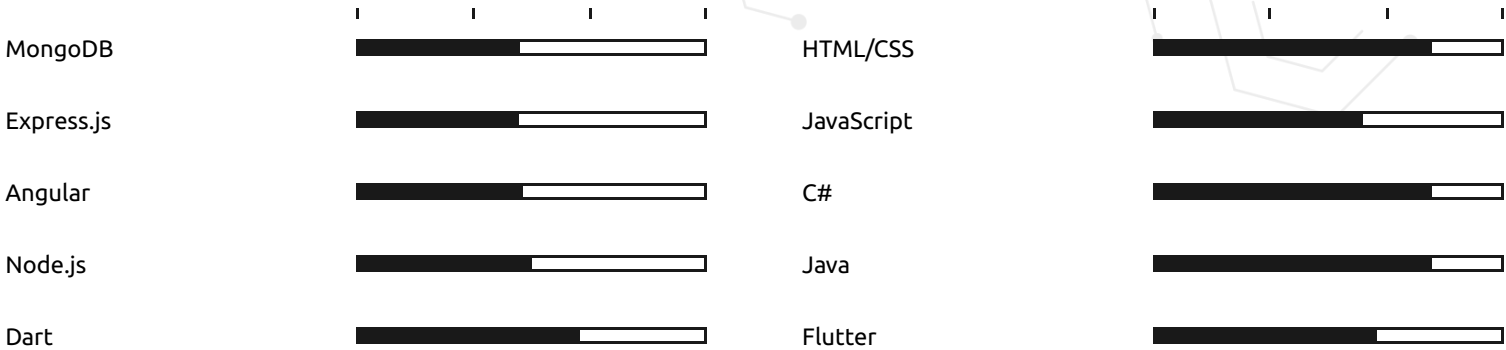 MongoDB
Express.js
Angular
Node.js
Dart
HTML/CSS
JavaScript
C#
Java
Flutter